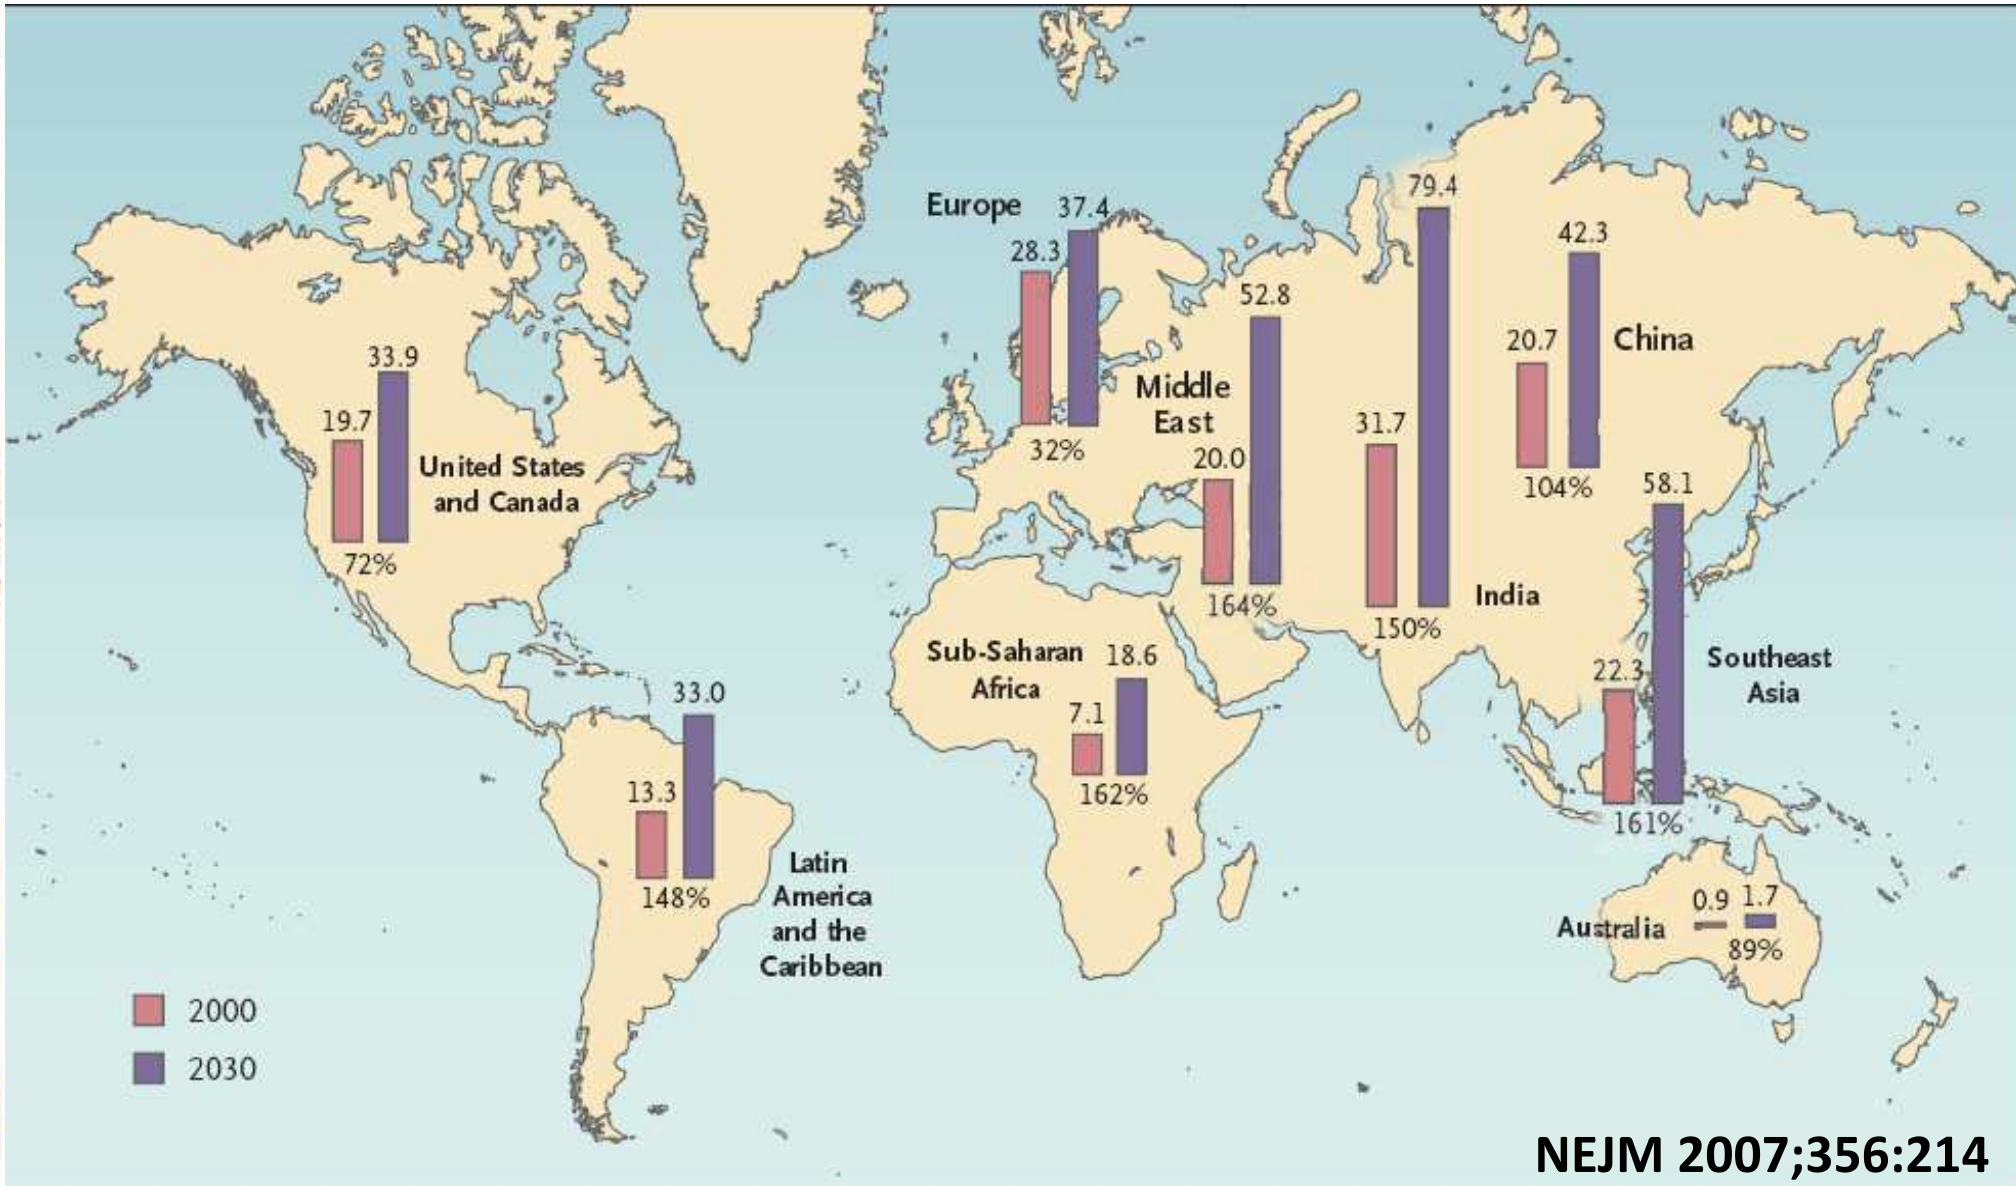 Europe
28.3
37.4
32%
Middle
East
20.0
52.8
164%
31.7
79.4
150%
India
20.7
42.3
China
104%
19.7
33.9
United States
and Canada
72%
22.3
58.1
Southeast
Asia
161%
Sub-Saharan
Africa
7.1
18.6
162%
13.3
33.0
148%
Latin
America
and the
Caribbean
Australia
0.9
1.7
89%
2000
2030
NEJM 2007;356:214